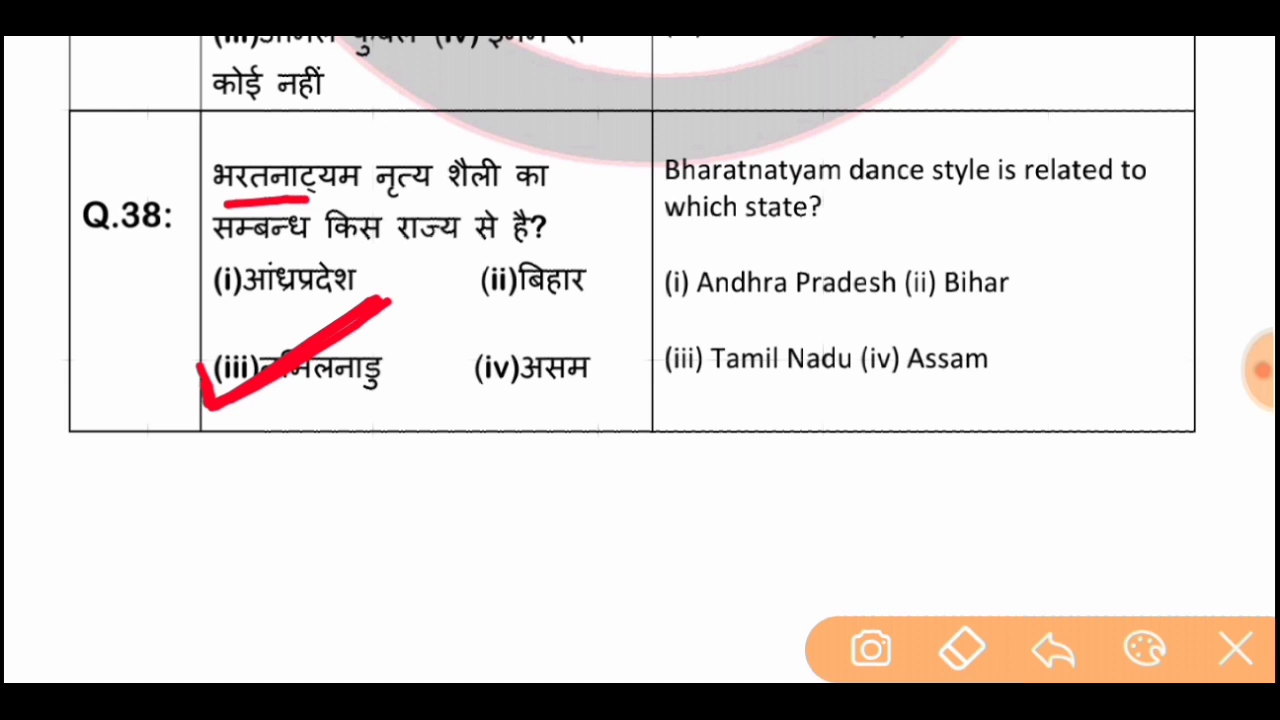 कोई नहीं
Q.38:
भरतनाट्यम नृत्य शैली का
सम्बन्ध किस राज्य से है?
(i)आंध्रप्रदेश (ii)बिहार
(iii)तमिलनाडु (iv)असम
Bharatnatyam dance style is related to
which state?
(i) Andhra Pradesh (ii) Bihar
(iii) Tamil Nadu (iv) Assam